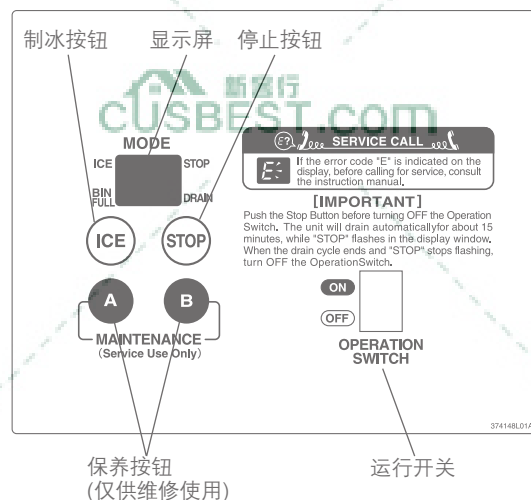 制冰按钮
显示屏
停止按钮
新客行
CUSBEST.com
MODE
ICE
STOP
BIN
FULL
DRAIN
ICE
STOP
A
B
MAINTENANCE
(Service Use Only)
E?
SERVICE CALL
E
If the error code "E" is indicated on the
display, before calling for service, consult
the instruction manual.
[IMPORTANT]
Push the Stop Button before turning OFF the Operation
Switch. The unit will drain automaticallyfor about 15
minutes, while "STOP" flashes in the display window.
When the drain cycle ends and "STOP" stops flashing,
turn OFF the OperationSwitch.
ON
OFF
OPERATION
SWITCH
374148L01A
保养按钮
(仅供维修使用)
运行开关